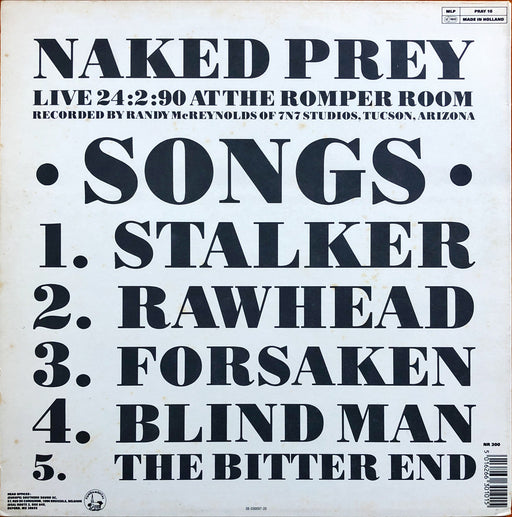 MLP PRAY 10
MADE IN HOLLAND
NAKED PREY
LIVE 24:2:90 AT THE ROMPER ROOM
RECORDED BY RANDY McREYNOLDS OF 7N7 STUDIOS, TUCSON, ARIZONA
• SONGS •
1. STALKER
2. RAWHEAD
3. FORSAKEN
4. BLIND MAN
5. THE BITTER END
NR 300
HEAD OFFICES: